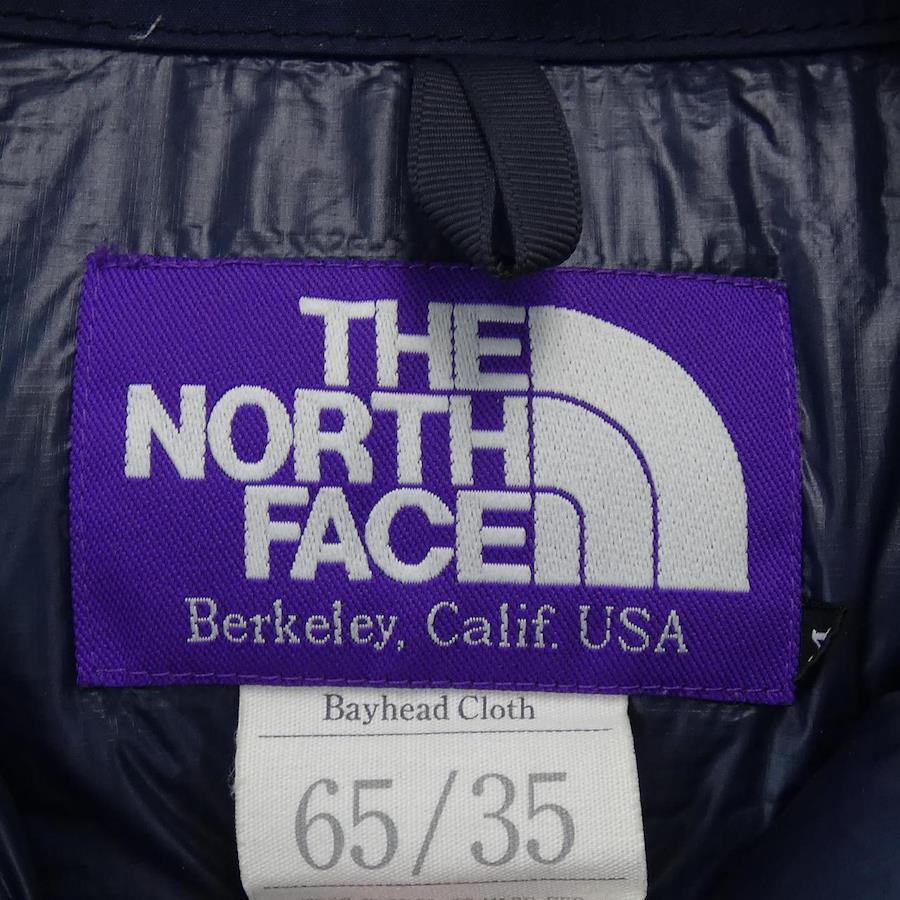 THE
NORTH
FACE
Berkeley, Calif. USA
Bayhead Cloth
65/35